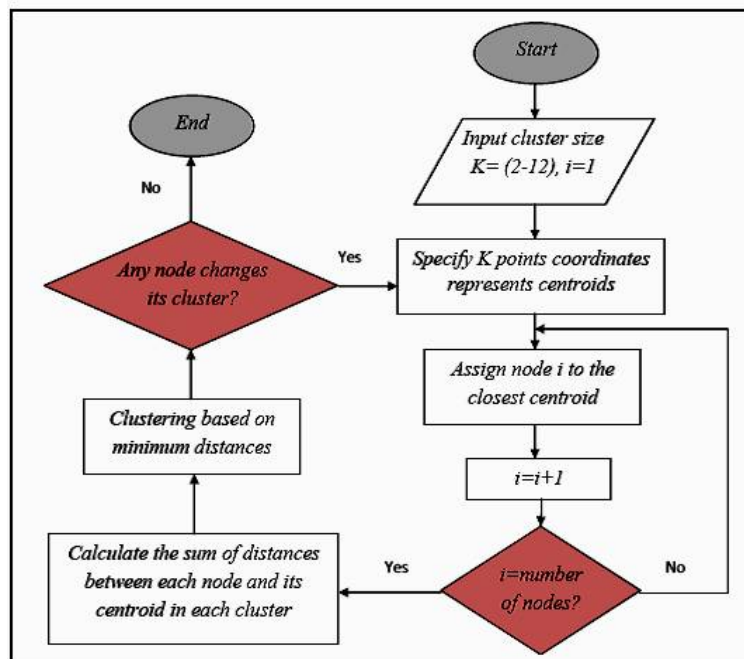 Start
Input cluster size
K= (2-12), i=1
Specify K points coordinates
represents centroids
Assign node i to the
closest centroid
i=i+1
i=number
of nodes?
No
Yes
Calculate the sum of distances
between each node and its
centroid in each cluster
Clustering based on
minimum distances
Any node changes
its cluster?
Yes
No
End